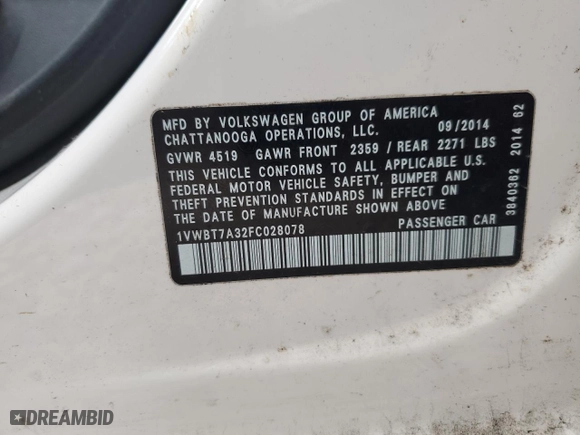 MFD BY VOLKSWAGEN GROUP OF AMERICA
CHATTANOOGA OPERATIONS, LLC. 09/2014
GVWR 4519 GAWR FRONT 2359 / REAR 2271 LBS
THIS VEHICLE CONFORMS TO ALL APPLICABLE U.S.
FEDERAL MOTOR VEHICLE SAFETY, BUMPER AND
THEFT PREVENTION STANDARDS IN EFFECT ON
THE DATE OF MANUFACTURE SHOWN ABOVE
1VWBT7A32FC028078 PASSENGER CAR
3840362 2014 62
DREAMBID